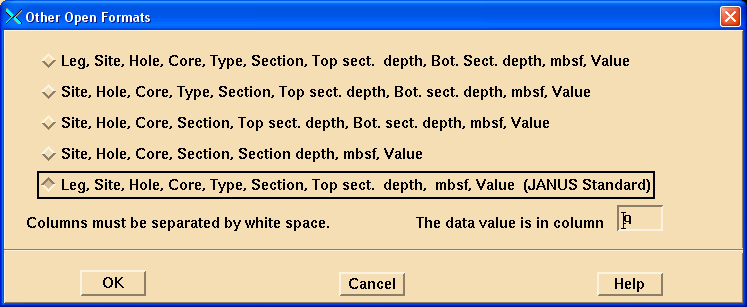 Other Open Formats
Leg, Site, Hole, Core, Type, Section, Top sect. depth, Bot. Sect. depth, mbsf, Value
Site, Hole, Core, Type, Section, Top sect. depth, Bot. sect. depth, mbsf, Value
Site, Hole, Core, Section, Top sect. depth, Bot. sect. depth, mbsf, Value
Site, Hole, Core, Section, Section depth, mbsf, Value
Leg, Site, Hole, Core, Type, Section, Top sect. depth, mbsf, Value (JANUS Standard)
Columns must be separated by white space. The data value is in column
OK Cancel Help